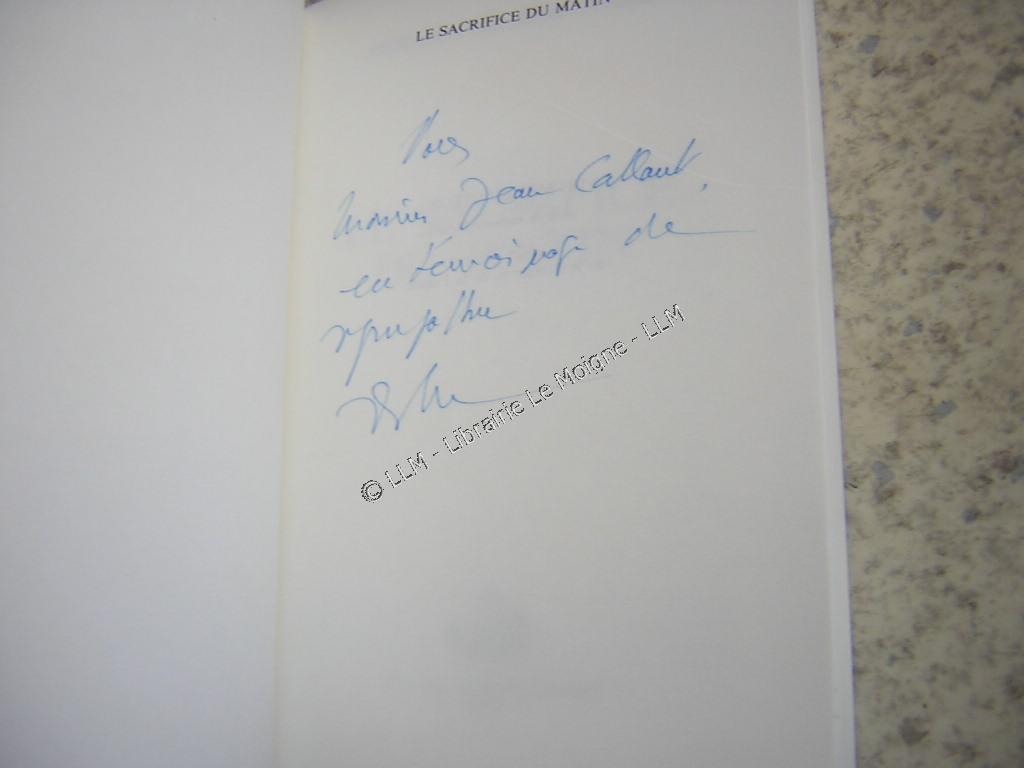 LE SACRIFICE DU MATIN
Pour
Monsieur Jean Callault,
en témoignage de
sympathie
© LLM - Librairie Le Moigne - LLM